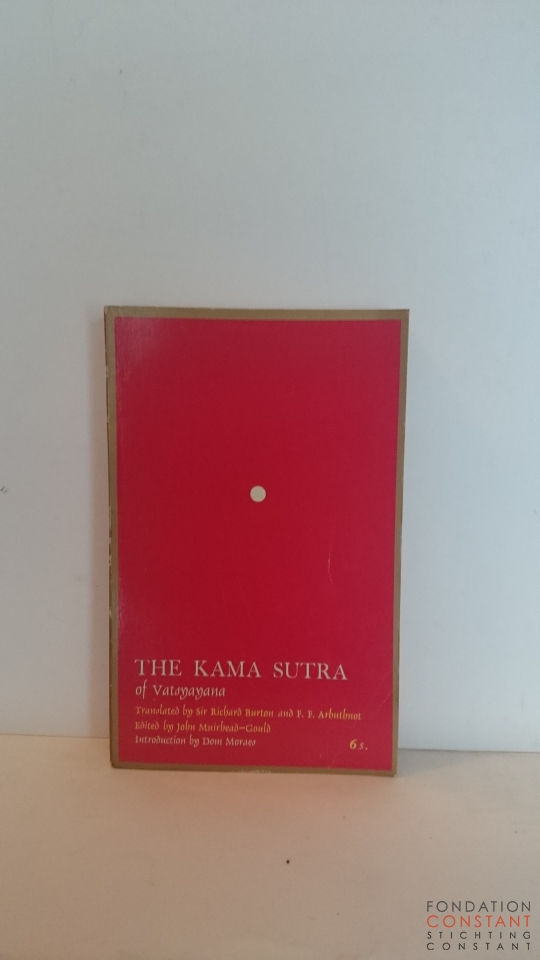 THE KAMA SUTRA
of Vatsyayana
Translated by Sir Richard Burton and F. F. Arbuthnot
Edited by John Muirhead-Gould
Introduction by Dom Moraes
6s.
FONDATION
CONSTANT
STICHTING
CONSTANT